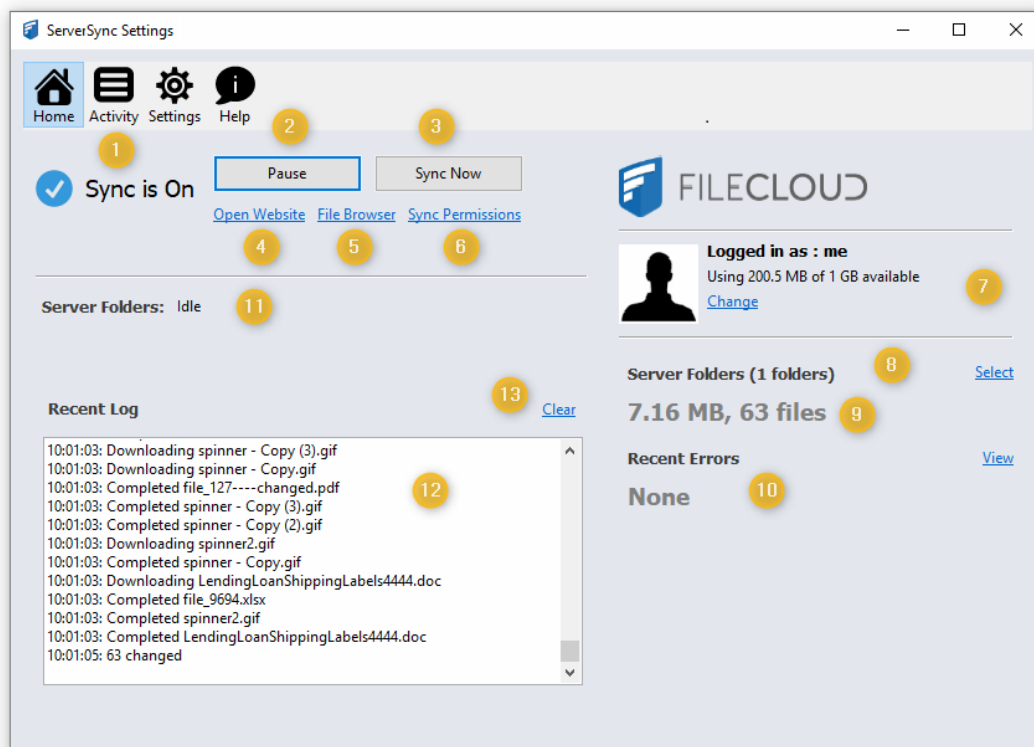 ServerSync Settings
Home Activity Settings Help
1
2
3
Sync is On
Pause
Sync Now
Open Website File Browser Sync Permissions
4
5
6
Server Folders: Idle
11
13
Recent Log
Clear
10:01:03: Downloading spinner - Copy (3).gif
10:01:03: Downloading spinner - Copy.gif
10:01:03: Completed file_127----changed.pdf
10:01:03: Completed spinner - Copy (3).gif
10:01:03: Completed spinner - Copy (2).gif
10:01:03: Downloading spinner2.gif
10:01:03: Completed spinner - Copy.gif
10:01:03: Downloading LendingLoanShippingLabels4444.doc
10:01:03: Completed file_9694.xlsx
10:01:03: Completed spinner2.gif
10:01:03: Completed LendingLoanShippingLabels4444.doc
10:01:05: 63 changed
12
FILECLOUD
Logged in as : me
Using 200.5 MB of 1 GB available
Change
7
8
Server Folders (1 folders)
Select
7.16 MB, 63 files
9
Recent Errors
View
None
10